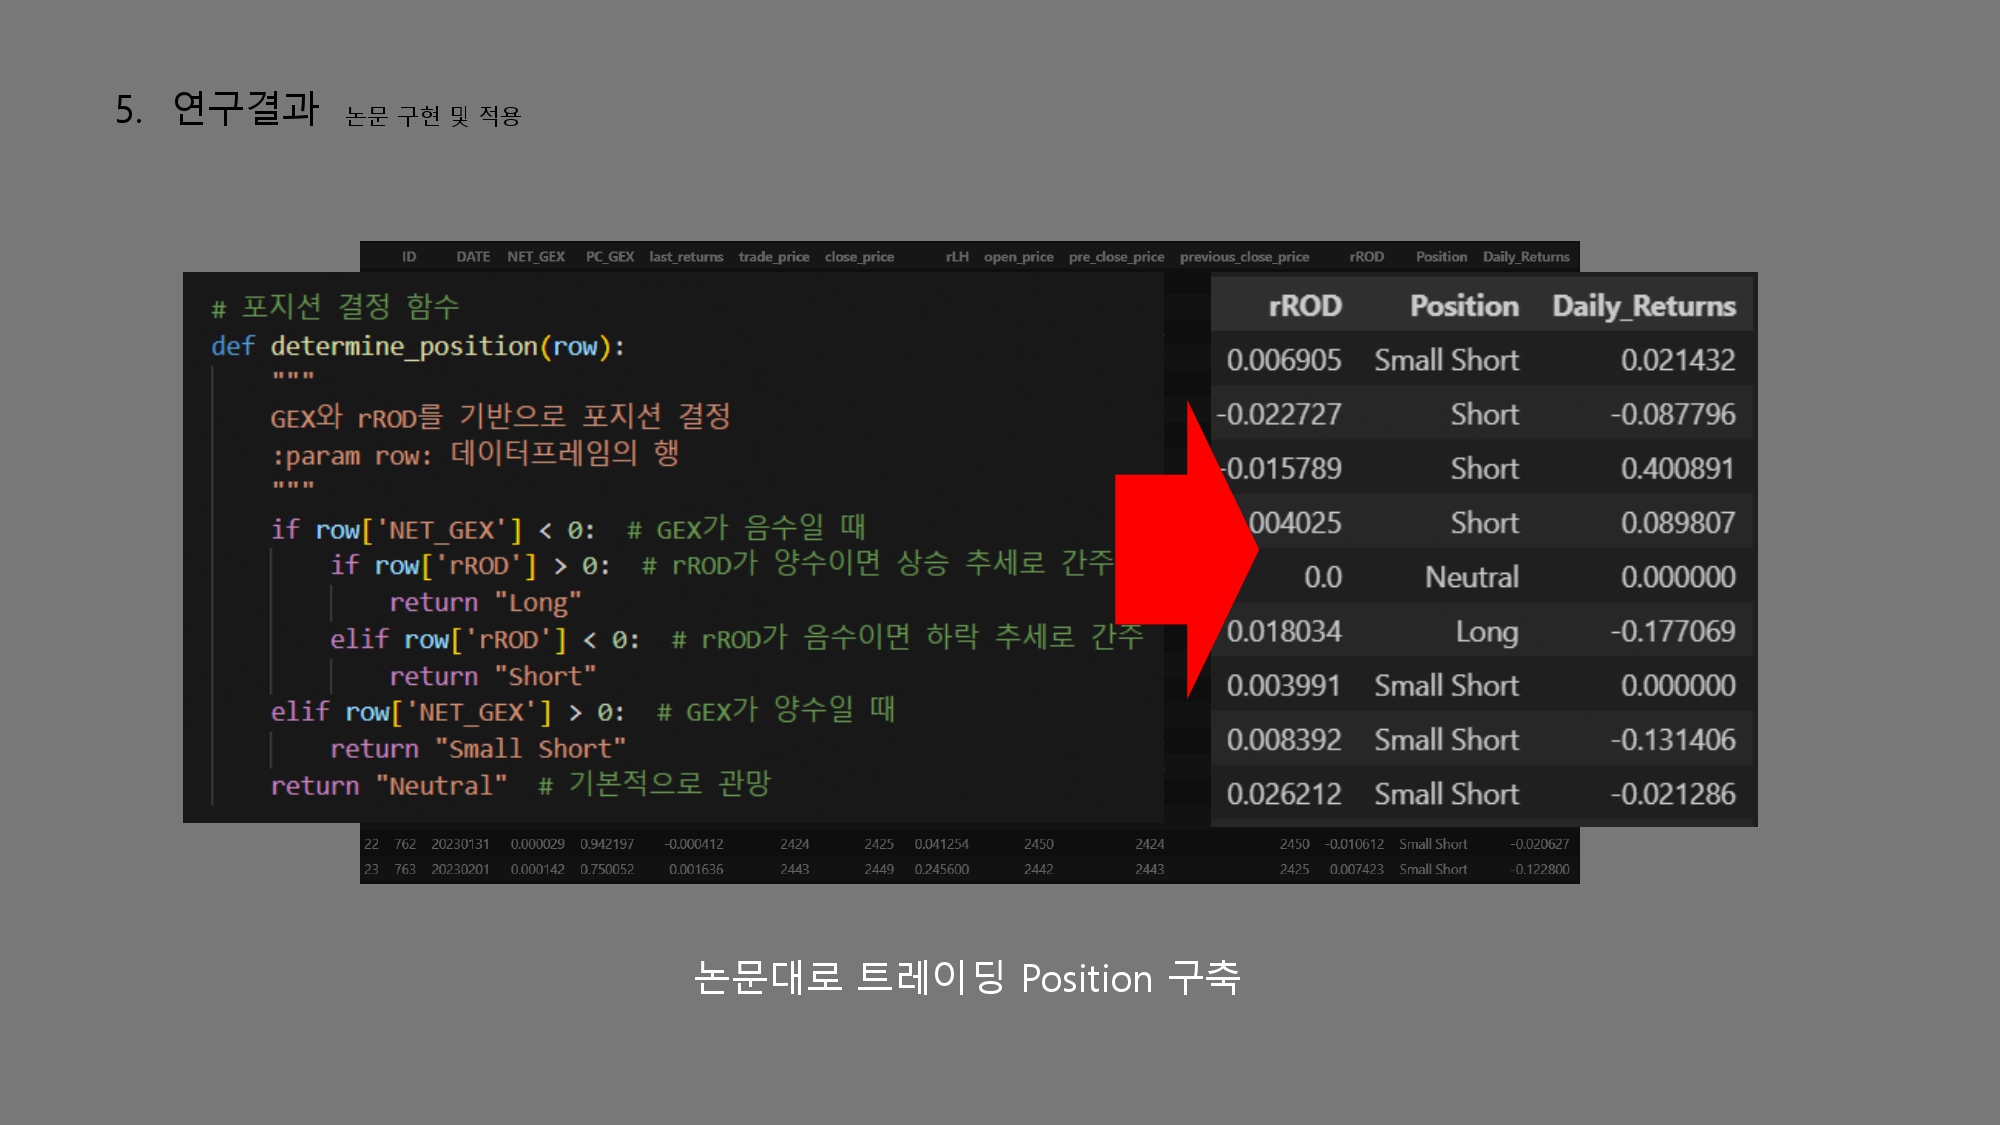 5. 연구결과 논문 구현 및 적용
ID DATE NET_GEX PC_GEX last_returns trade_price close_price rLH open_price pre_close_price previous_close_price rROD Position Daily_Returns
# 포지션 결정 함수
def determine_position(row):
"""
GEX와 rROD를 기반으로 포지션 결정
:param row: 데이터프레임의 행
"""
if row['NET_GEX'] < 0: # GEX가 음수일 때
if row['rROD'] > 0: # rROD가 양수이면 상승 추세로 간주
return "Long"
elif row['rROD'] < 0: # rROD가 음수이면 하락 추세로 간주
return "Short"
elif row['NET_GEX'] > 0: # GEX가 양수일 때
return "Small Short"
return "Neutral" # 기본적으로 관망
rROD Position Daily_Returns
0.006905 Small Short 0.021432
-0.022727 Short -0.087796
-0.015789 Short 0.400891
004025 Short 0.089807
0.0 Neutral 0.000000
0.018034 Long -0.177069
0.003991 Small Short 0.000000
0.008392 Small Short -0.131406
0.026212 Small Short -0.021286
22 762 20230131 0.000029 0.942197 -0.000412 2424 2425 0.041254 2450 2424 2450 -0.010612 Small Short -0.020627
23 763 20230201 0.000142 0.750052 0.001636 2443 2449 0.245600 2442 2443 2425 0.007423 Small Short -0.122800
논문대로 트레이딩 Position 구축